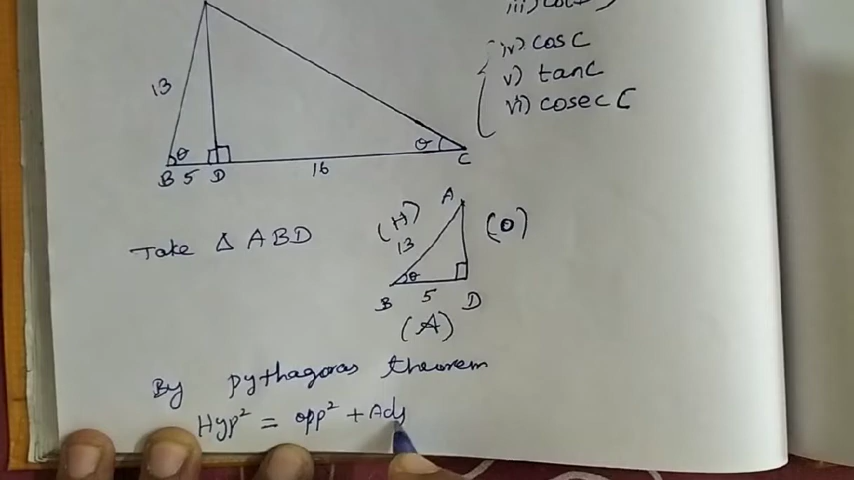 iv) cos C
v) tan C
vi) cosec C
13
θ
θ
B 5 D
16
C
Take Δ ABD
A
(H)
13
(O)
θ
B 5 D
(A)
By pythagoras theorem
Hyp² = opp² + Adj